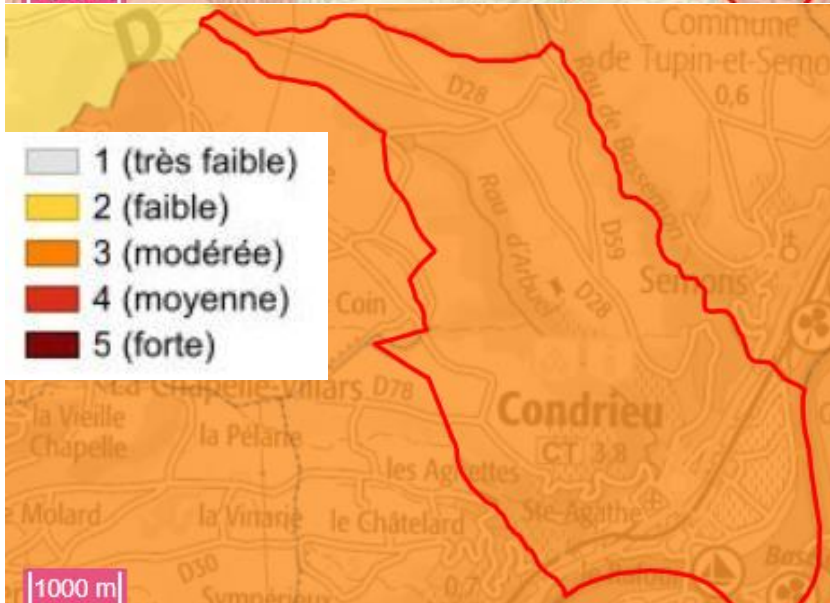 Commune
de Tupin-et-Semo
0,6
D
D28
Rau de Bassenon
1 (très faible)
2 (faible)
3 (modérée)
4 (moyenne)
5 (forte)
Rau d'Arbuel
D59
D28
Semons
Coin
La Chapelle-Villars
D78
Condrieu
CT 3,8
la Vieille
Chapelle
la Pélarie
les Agnettes
Molard
la Vinarie
le Châtelard
Ste-Agathe
D30
1000 m
Sympérieux
0,7